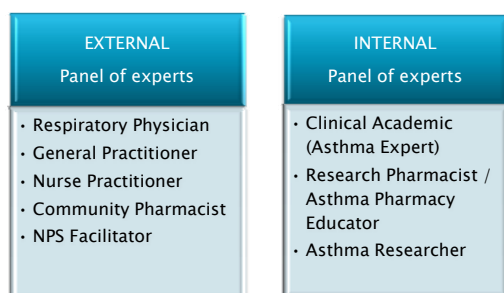 EXTERNAL
Panel of experts
• Respiratory Physician
• General Practitioner
• Nurse Practitioner
• Community Pharmacist
• NPS Facilitator
INTERNAL
Panel of experts
• Clinical Academic
(Asthma Expert)
• Research Pharmacist /
Asthma Pharmacy
Educator
• Asthma Researcher